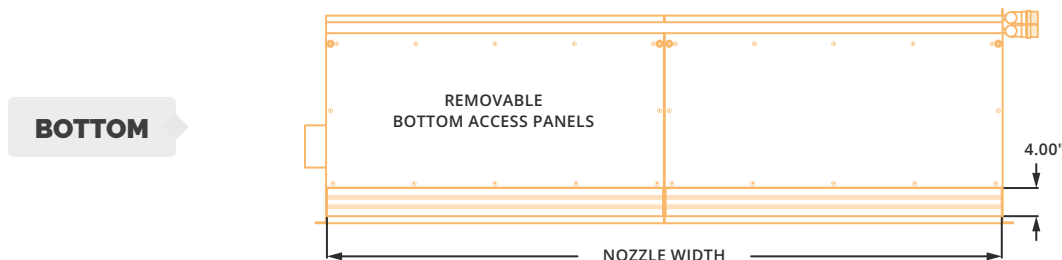 REMOVABLE
BOTTOM ACCESS PANELS
BOTTOM
4.00'
NOZZLE WIDTH